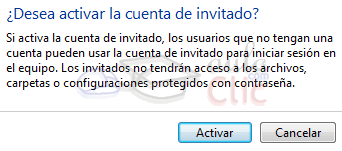 ¿Desea activar la cuenta de invitado?
Si activa la cuenta de invitado, los usuarios que no tengan una
cuenta pueden usar la cuenta de invitado para iniciar sesión en
el equipo. Los invitados no tendrán acceso a los archivos,
carpetas o configuraciones protegidos con contraseña.
aula
clic
Activar
Cancelar